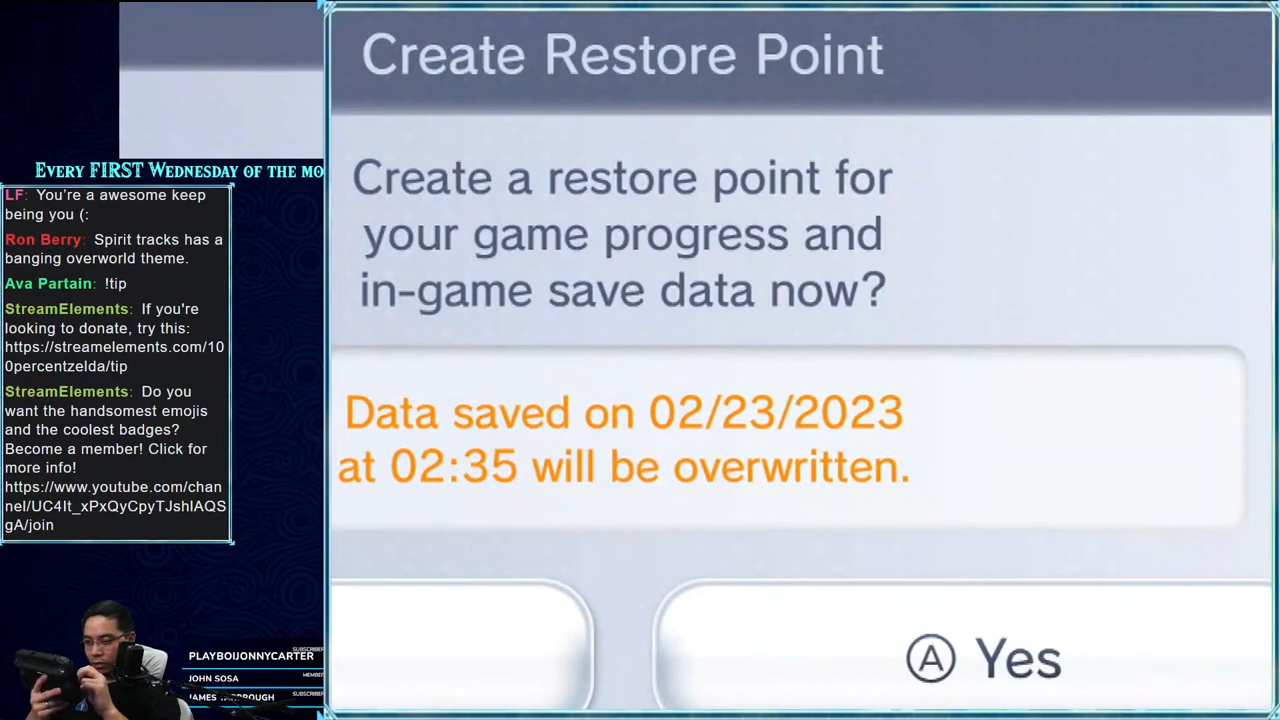 Create Restore Point
Create a restore point for
your game progress and
in-game save data now?
Data saved on 02/23/2023
at 02:35 will be overwritten.
A Yes
EVERY FIRST WEDNESDAY OF THE MO
LF: You're a awesome keep
being you (:
Ron Berry: Spirit tracks has a
banging overworld theme.
Ava Partain: !tip
StreamElements: If you're
looking to donate, try this:
https://streamelements.com/10
0percentzelda/tip
StreamElements: Do you
want the handsomest emojis
and the coolest badges?
Become a member! Click for
more info!
https://www.youtube.com/chan
nel/UC4It_xPxQyCpyTJshIAQS
gA/join
SUBSCRIBER
PLAYBOIJONNYCARTER
MEMBER
JOHN SOSA
SUBSCRIBER
JAMES YARBROUGH